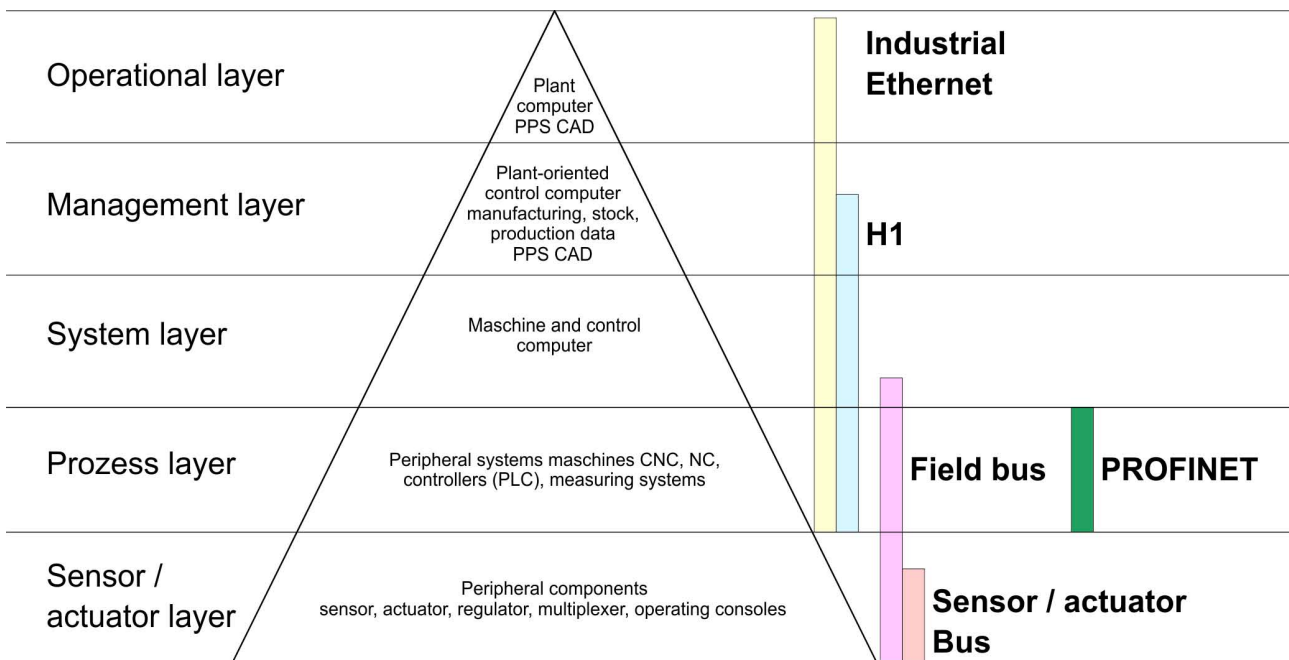 Operational layer
Plant
computer
PPS CAD
Industrial
Ethernet
Management layer
Plant-oriented
control computer
manufacturing, stock,
production data
PPS CAD
H1
System layer
Maschine and control
computer
Prozess layer
Peripheral systems maschines CNC, NC,
controllers (PLC), measuring systems
Field bus
PROFINET
Sensor /
actuator layer
Peripheral components
sensor, actuator, regulator, multiplexer, operating consoles
Sensor / actuator
Bus